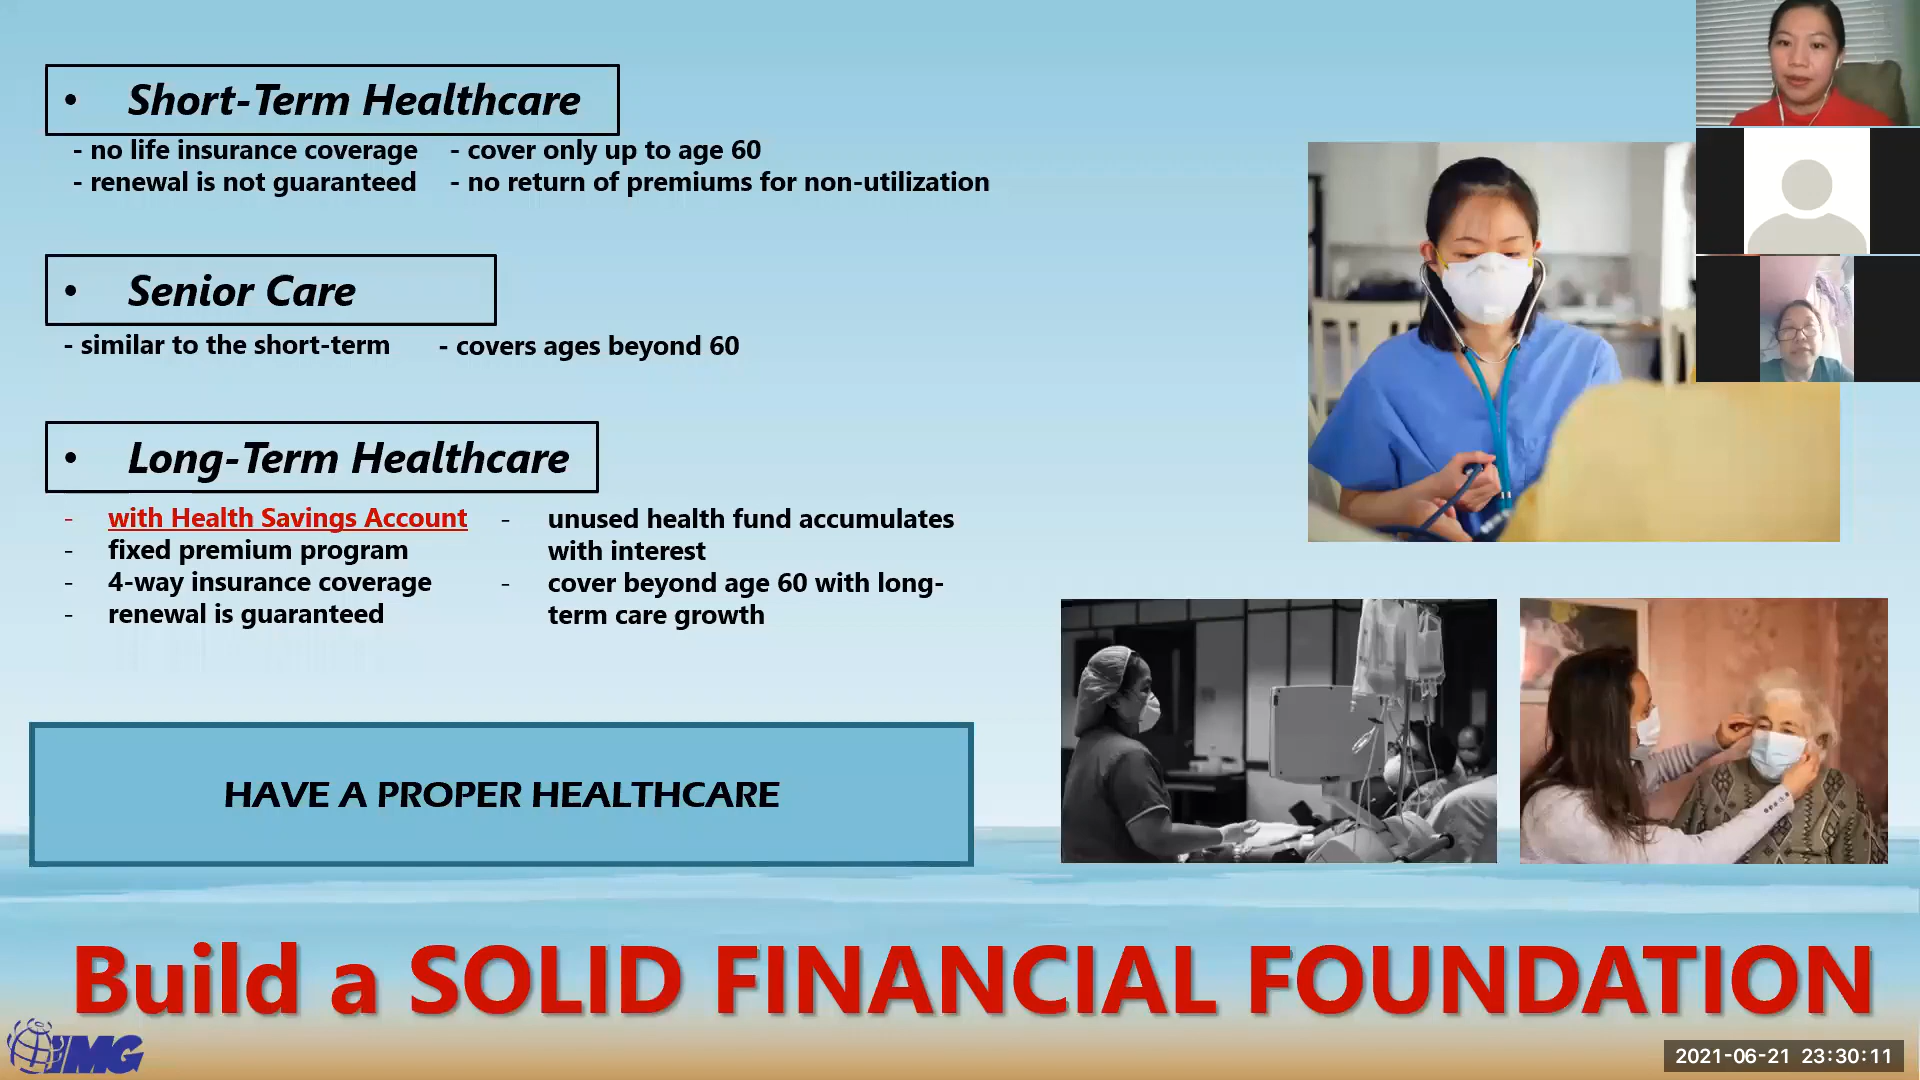 • Short-Term Healthcare
- no life insurance coverage - cover only up to age 60
- renewal is not guaranteed - no return of premiums for non-utilization
• Senior Care
- similar to the short-term - covers ages beyond 60
• Long-Term Healthcare
- with Health Savings Account
- fixed premium program
- 4-way insurance coverage
- renewal is guaranteed
- unused health fund accumulates
with interest
- cover beyond age 60 with long-
term care growth
HAVE A PROPER HEALTHCARE
Build a SOLID FINANCIAL FOUNDATION
IMG
2021-06-21 23:30:11